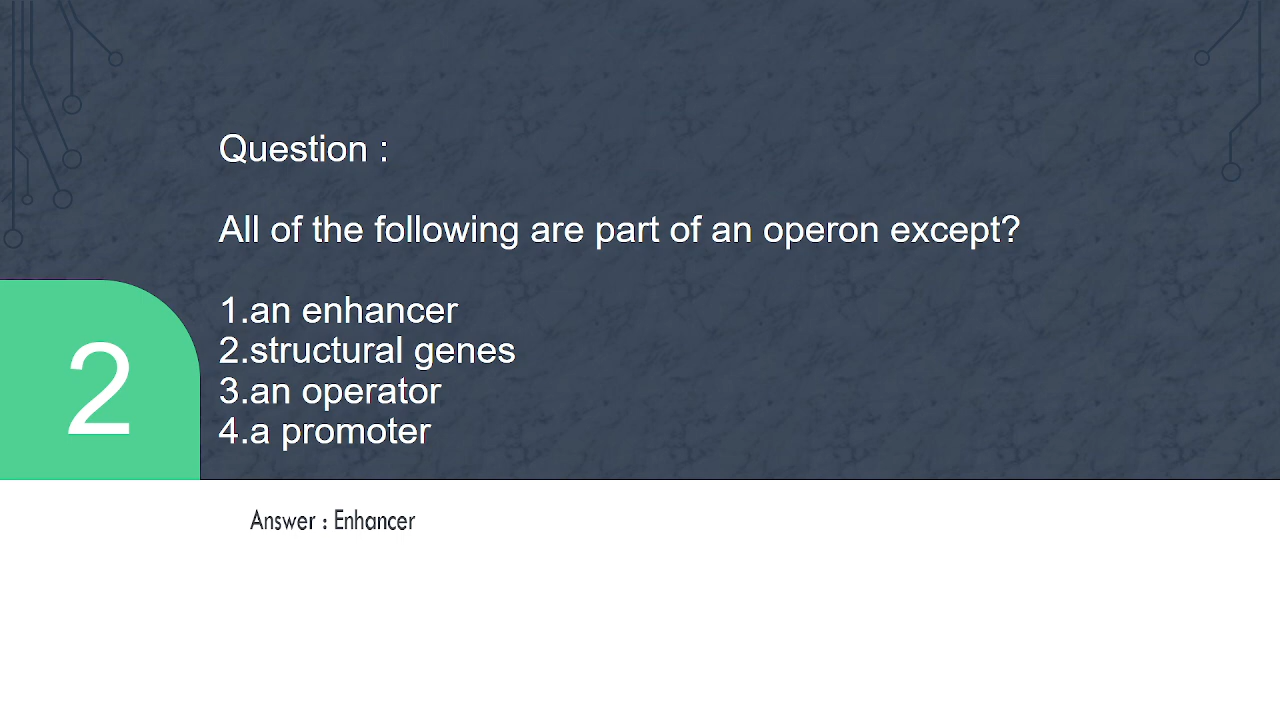 Question :
All of the following are part of an operon except?
1.an enhancer
2.structural genes
3.an operator
4.a promoter
2
Answer : Enhancer